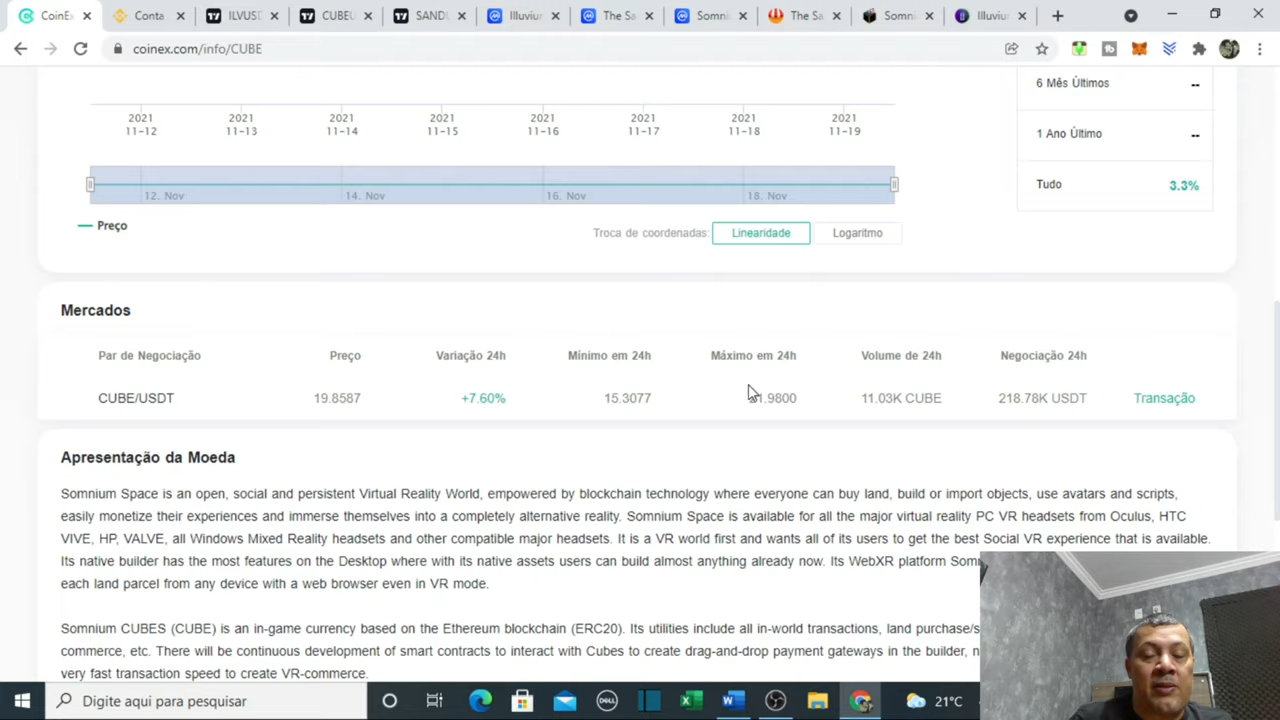 CoinEx
Conta
ILVUSD
CUBEU
SANDU
Illuviu
The Sa
Somni
The Sa
Somn
Illuviu
coinex.com/info/CUBE
6 Mês Últimos --
2021 2021 2021 2021 2021 2021 2021 2021
11-12 11-13 11-14 11-15 11-16 11-17 11-18 11-19
1 Ano Último --
12. Nov 14. Nov 16. Nov 18. Nov
Tudo 3.3%
Preço
Troca de coordenadas: Linearidade Logaritmo
Mercados
Par de Negociação Preço Variação 24h Mínimo em 24h Máximo em 24h Volume de 24h Negociação 24h
CUBE/USDT 19.8587 +7.60% 15.3077 11.03K CUBE 218.78K USDT Transação
Apresentação da Moeda
Somnium Space is an open, social and persistent Virtual Reality World, empowered by blockchain technology where everyone can buy land, build or import objects, use avatars and scripts,
easily monetize their experiences and immerse themselves into a completely alternative reality. Somnium Space is available for all the major virtual reality PC VR headsets from Oculus, HTC
VIVE, HP, VALVE, all Windows Mixed Reality headsets and other compatible major headsets. It is a VR world first and wants all of its users to get the best Social VR experience that is available.
Its native builder has the most features on the Desktop where with its native assets users can build almost anything already now. Its WebXR platform Somn
each land parcel from any device with a web browser even in VR mode.
Somnium CUBES (CUBE) is an in-game currency based on the Ethereum blockchain (ERC20). Its utilities include all in-world transactions, land purchase/s
commerce, etc. There will be continuous development of smart contracts to interact with Cubes to create drag-and-drop payment gateways in the builder, n
very fast transaction speed to create VR-commerce.
Digite aqui para pesquisar
21°C